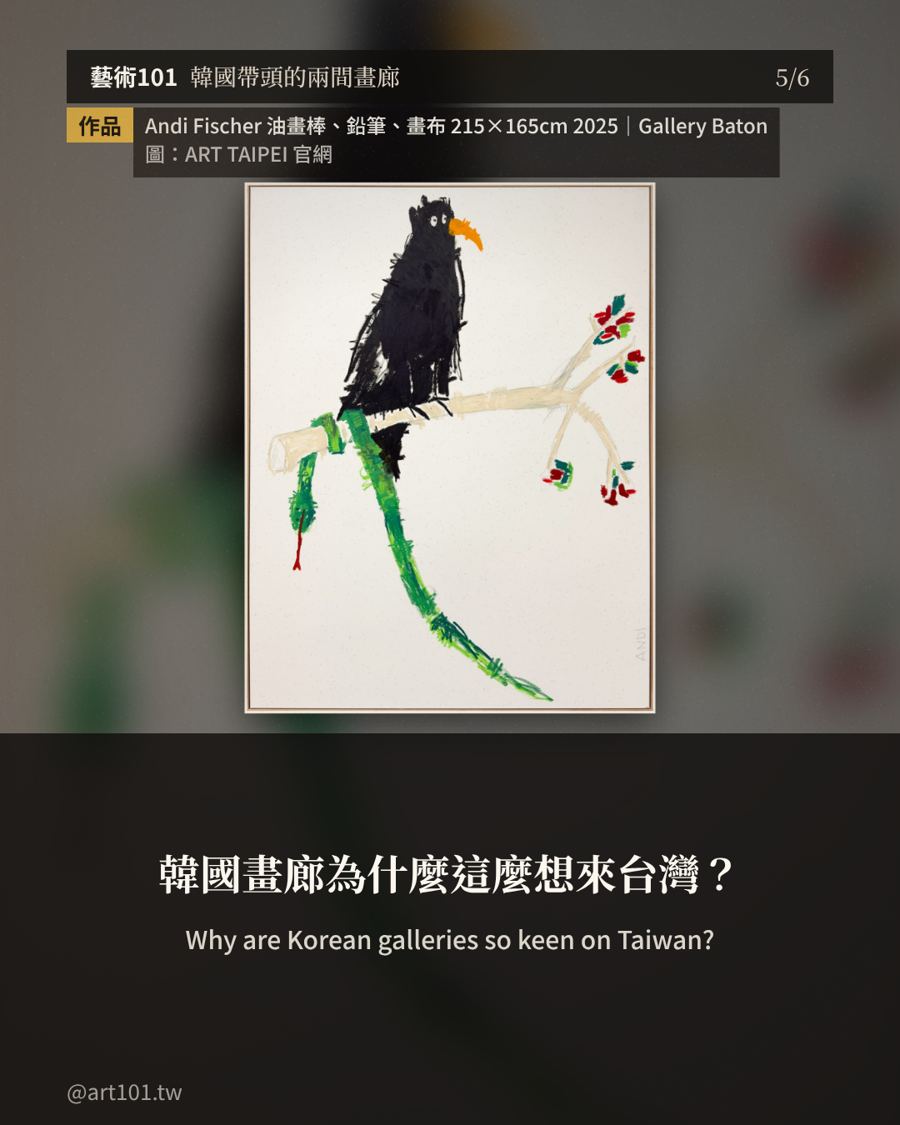 藝術101 韓國帶頭的兩間畫廊 5/6
作品 Andi Fischer 油畫棒、鉛筆、畫布 215×165cm 2025｜Gallery Baton
圖：ART TAIPEI 官網
ANDI
韓國畫廊為什麼這麼想來台灣？
Why are Korean galleries so keen on Taiwan?
@art101.tw